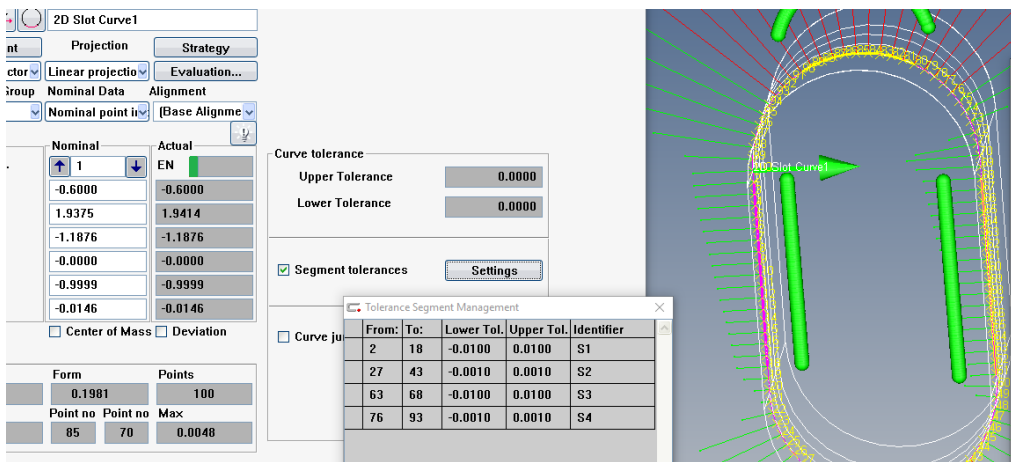 2D Slot Curve1
nt Projection Strategy
ctor Linear projectio Evaluation...
Group Nominal Data Alignment
Nominal point i (Base Alignme
Nominal Actual
1 EN
-0.6000 -0.6000
1.9375 1.9414
-1.1876 -1.1876
-0.0000 -0.0000
-0.9999 -0.9999
-0.0146 -0.0146
Center of Mass Deviation
Form Points
0.1981 100
Point no Point no Max
85 70 0.0048
Curve tolerance
Upper Tolerance 0.0000
Lower Tolerance 0.0000
Segment tolerances Settings
Curve ju
Tolerance Segment Management
From: To: Lower Tol. Upper Tol. Identifier
2 18 -0.0100 0.0100 S1
27 43 -0.0010 0.0010 S2
63 68 -0.0010 0.0010 S3
76 93 -0.0010 0.0010 S4
2D Slot Curve1